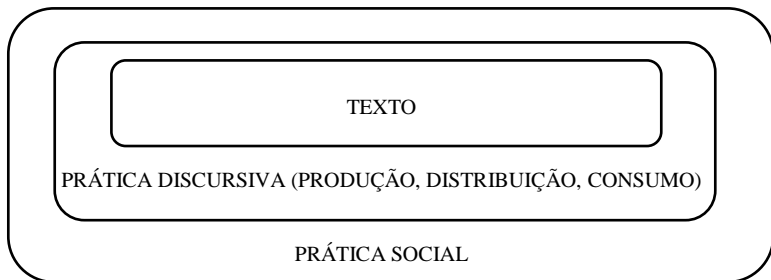 TEXTO
PRÁTICA DISCURSIVA (PRODUÇÃO, DISTRIBUIÇÃO, CONSUMO)
PRÁTICA SOCIAL